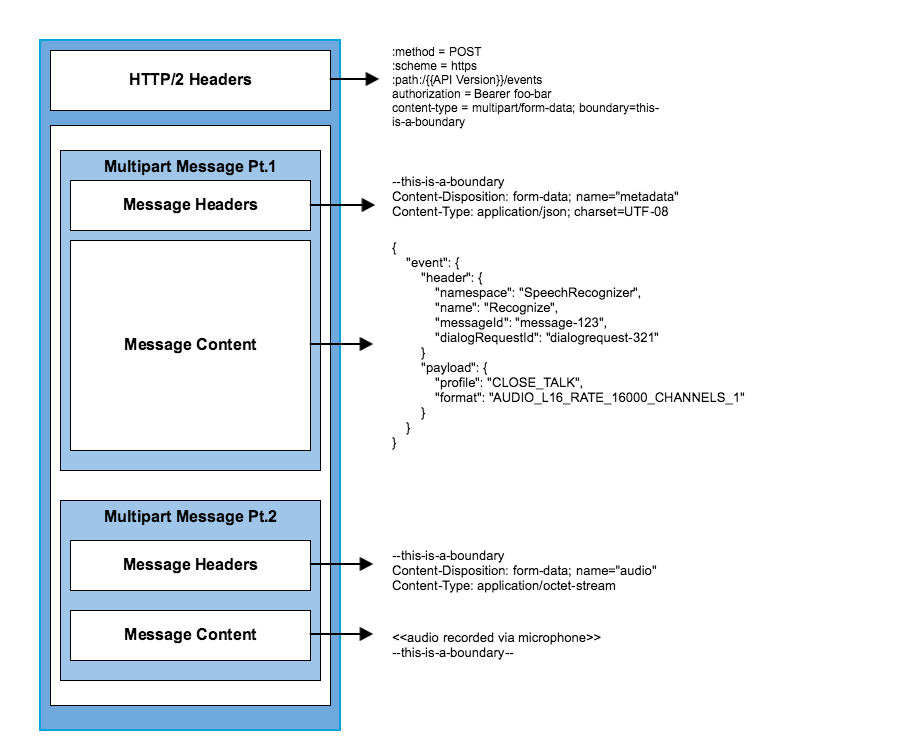 HTTP/2 Headers
:method = POST
:scheme = https
:path:/{{API Version}}/events
authorization = Bearer foo-bar
content-type = multipart/form-data; boundary=this-
is-a-boundary
Multipart Message Pt.1
Message Headers
--this-is-a-boundary
Content-Disposition: form-data; name="metadata"
Content-Type: application/json; charset=UTF-08
Message Content
{
    "event": {
        "header": {
            "namespace": "SpeechRecognizer",
            "name": "Recognize",
            "messageId": "message-123",
            "dialogRequestId": "dialogrequest-321"
        }
        "payload": {
            "profile": "CLOSE_TALK",
            "format": "AUDIO_L16_RATE_16000_CHANNELS_1"
        }
    }
}
Multipart Message Pt.2
Message Headers
--this-is-a-boundary
Content-Disposition: form-data; name="audio"
Content-Type: application/octet-stream
Message Content
<<audio recorded via microphone>>
--this-is-a-boundary--